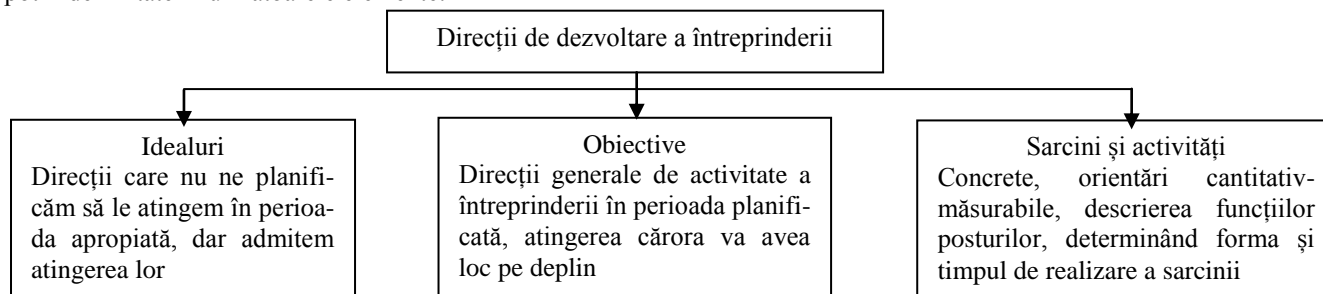 Direcții de dezvoltare a întreprinderii
Idealuri
Direcții care nu ne planifi-
căm să le atingem în perioa-
da apropiată, dar admitem
atingerea lor
Obiective
Direcții generale de activitate a
întreprinderii în perioada planifi-
cată, atingerea cărora va avea
loc pe deplin
Sarcini și activități
Concrete, orientări cantitativ-
măsurabile, descrierea funcțiilor
posturilor, determinând forma și
timpul de realizare a sarcinii